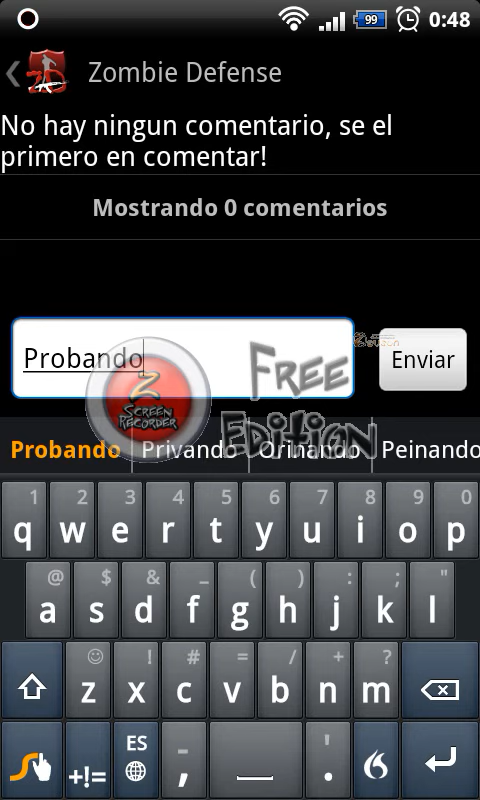 99 0:48
ZD Zombie Defense
No hay ningun comentario, se el
primero en comentar!
Mostrando 0 comentarios
Probando
Enviar
Z
SCREEN
RECORDER
FREE
EDITION
Probando Privando Orinando Peinando
1 2 3 4 5 6 7 8 9 0
q w e r t y u i o p
@ $ & _ ( ) : ; "
a s d f g h j k l
! # = / + ?
z x c v b n m
ES - '
+!= , .